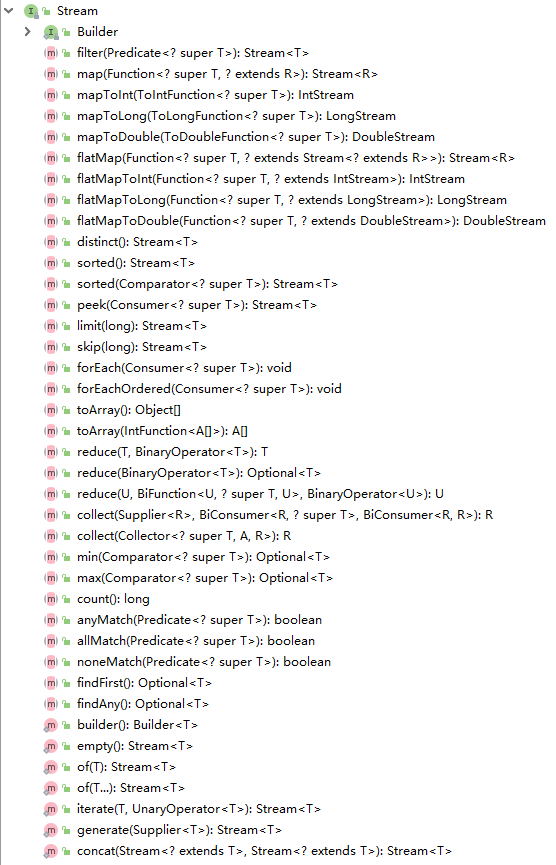 Stream
Builder
filter(Predicate<? super T>): Stream<T>
map(Function<? super T, ? extends R>): Stream<R>
mapToInt(ToIntFunction<? super T>): IntStream
mapToLong(ToLongFunction<? super T>): LongStream
mapToDouble(ToDoubleFunction<? super T>): DoubleStream
flatMap(Function<? super T, ? extends Stream<? extends R>>): Stream<R>
flatMapToInt(Function<? super T, ? extends IntStream>): IntStream
flatMapToLong(Function<? super T, ? extends LongStream>): LongStream
flatMapToDouble(Function<? super T, ? extends DoubleStream>): DoubleStream
distinct(): Stream<T>
sorted(): Stream<T>
sorted(Comparator<? super T>): Stream<T>
peek(Consumer<? super T>): Stream<T>
limit(long): Stream<T>
skip(long): Stream<T>
forEach(Consumer<? super T>): void
forEachOrdered(Consumer<? super T>): void
toArray(): Object[]
toArray(IntFunction<A[]>): A[]
reduce(T, BinaryOperator<T>): T
reduce(BinaryOperator<T>): Optional<T>
reduce(U, BiFunction<U, ? super T, U>, BinaryOperator<U>): U
collect(Supplier<R>, BiConsumer<R, ? super T>, BiConsumer<R, R>): R
collect(Collector<? super T, A, R>): R
min(Comparator<? super T>): Optional<T>
max(Comparator<? super T>): Optional<T>
count(): long
anyMatch(Predicate<? super T>): boolean
allMatch(Predicate<? super T>): boolean
noneMatch(Predicate<? super T>): boolean
findFirst(): Optional<T>
findAny(): Optional<T>
builder(): Builder<T>
empty(): Stream<T>
of(T): Stream<T>
of(T...): Stream<T>
iterate(T, UnaryOperator<T>): Stream<T>
generate(Supplier<T>): Stream<T>
concat(Stream<? extends T>, Stream<? extends T>): Stream<T>